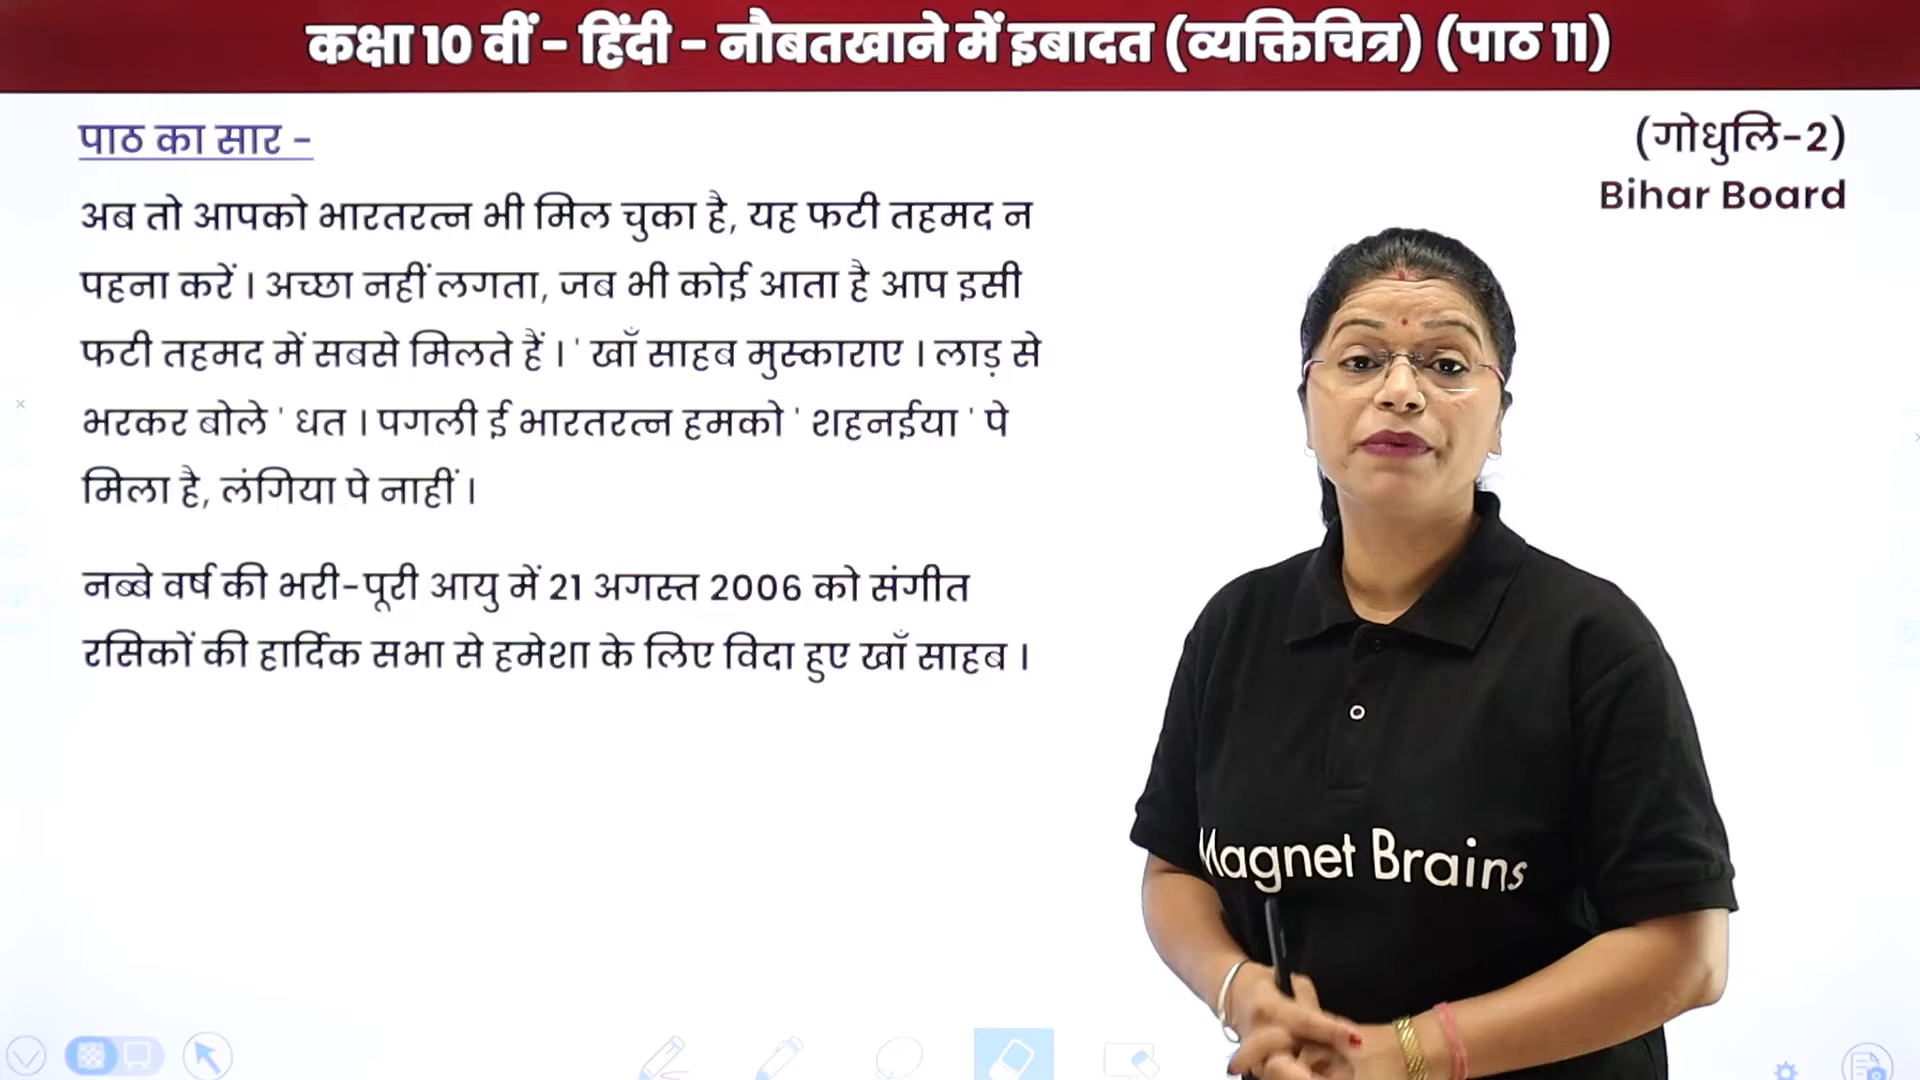 कक्षा 10 वीं - हिंदी - नौबतखाने में इबादत (व्यक्तिचित्र) (पाठ 11)
(गोधुलि-2)
Bihar Board
पाठ का सार -
अब तो आपको भारतरत्न भी मिल चुका है, यह फटी तहमद न
पहना करें । अच्छा नहीं लगता, जब भी कोई आता है आप इसी
फटी तहमद में सबसे मिलते हैं । ' खाँ साहब मुस्काराए । लाड़ से
भरकर बोले ' धत । पगली ई भारतरत्न हमको ' शहनईया ' पे
मिला है, लंगिया पे नाहीं ।
नब्बे वर्ष की भरी-पूरी आयु में 21 अगस्त 2006 को संगीत
रसिकों की हार्दिक सभा से हमेशा के लिए विदा हुए खाँ साहब ।
Magnet Brains